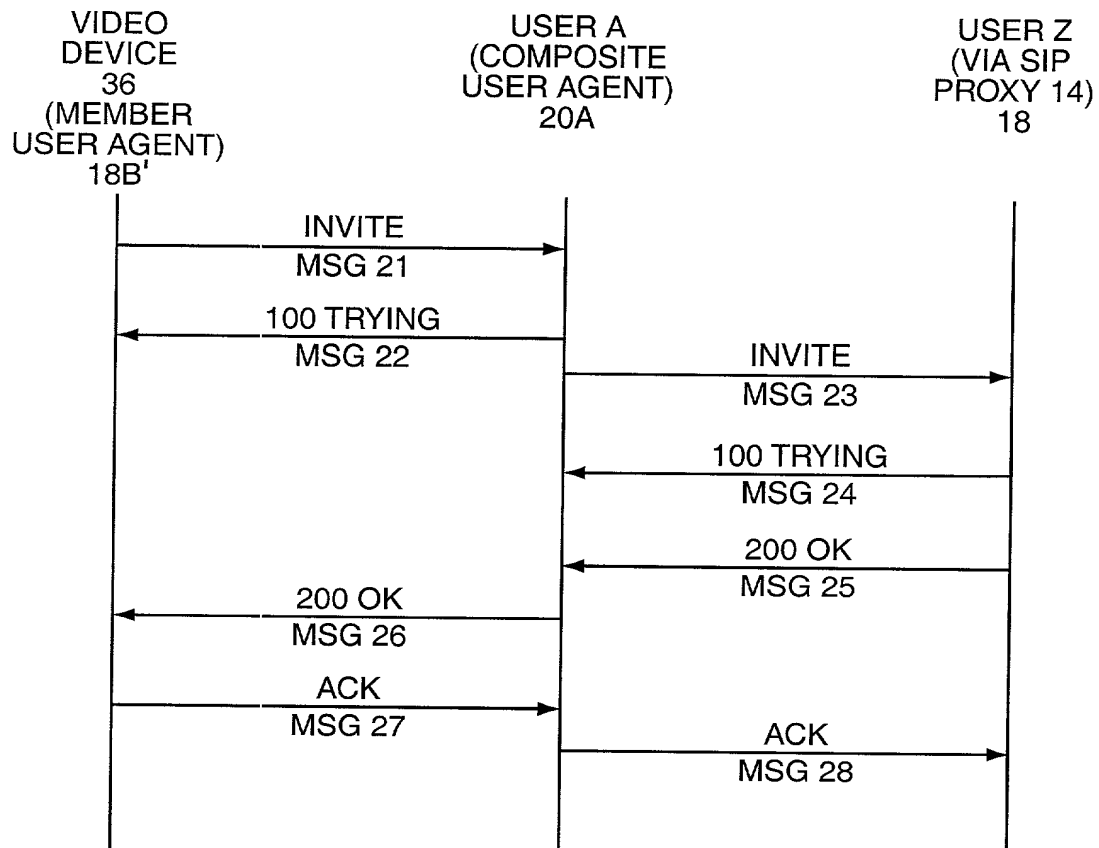 VIDEO
DEVICE
36
(MEMBER
USER AGENT)
18B'
USER A
(COMPOSITE
USER AGENT)
20A
USER Z
(VIA SIP
PROXY 14)
18
INVITE
MSG 21
100 TRYING
MSG 22
INVITE
MSG 23
100 TRYING
MSG 24
200 OK
MSG 25
200 OK
MSG 26
ACK
MSG 27
ACK
MSG 28